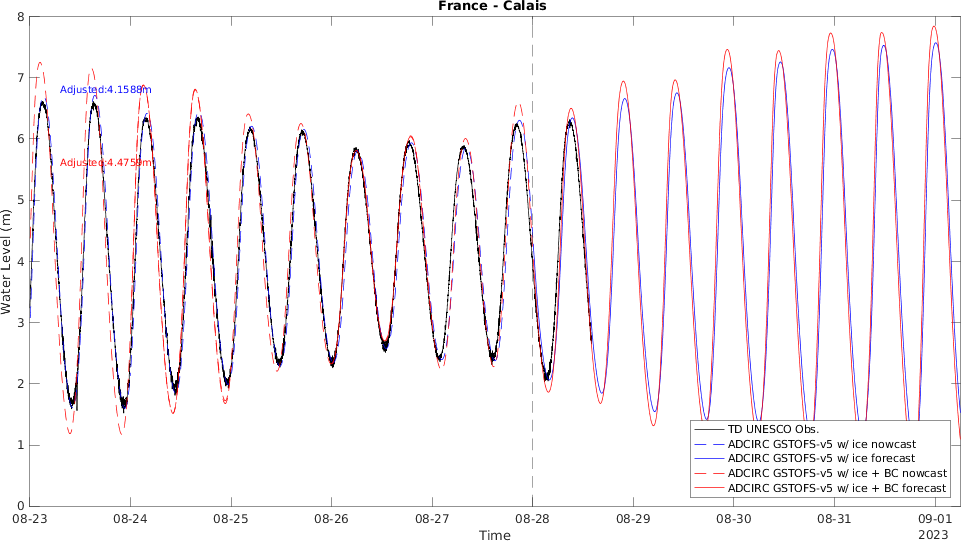 France - Calais
8
7
6
5
4
3
2
1
0
Water Level (m)
Adjusted:4.1588m
Adjusted:4.4759m
TD UNESCO Obs.
ADCIRC GSTOFS-v5 w/ ice nowcast
ADCIRC GSTOFS-v5 w/ ice forecast
ADCIRC GSTOFS-v5 w/ ice + BC nowcast
ADCIRC GSTOFS-v5 w/ ice + BC forecast
08-23 08-24 08-25 08-26 08-27 08-28 08-29 08-30 08-31 09-01
2023
Time